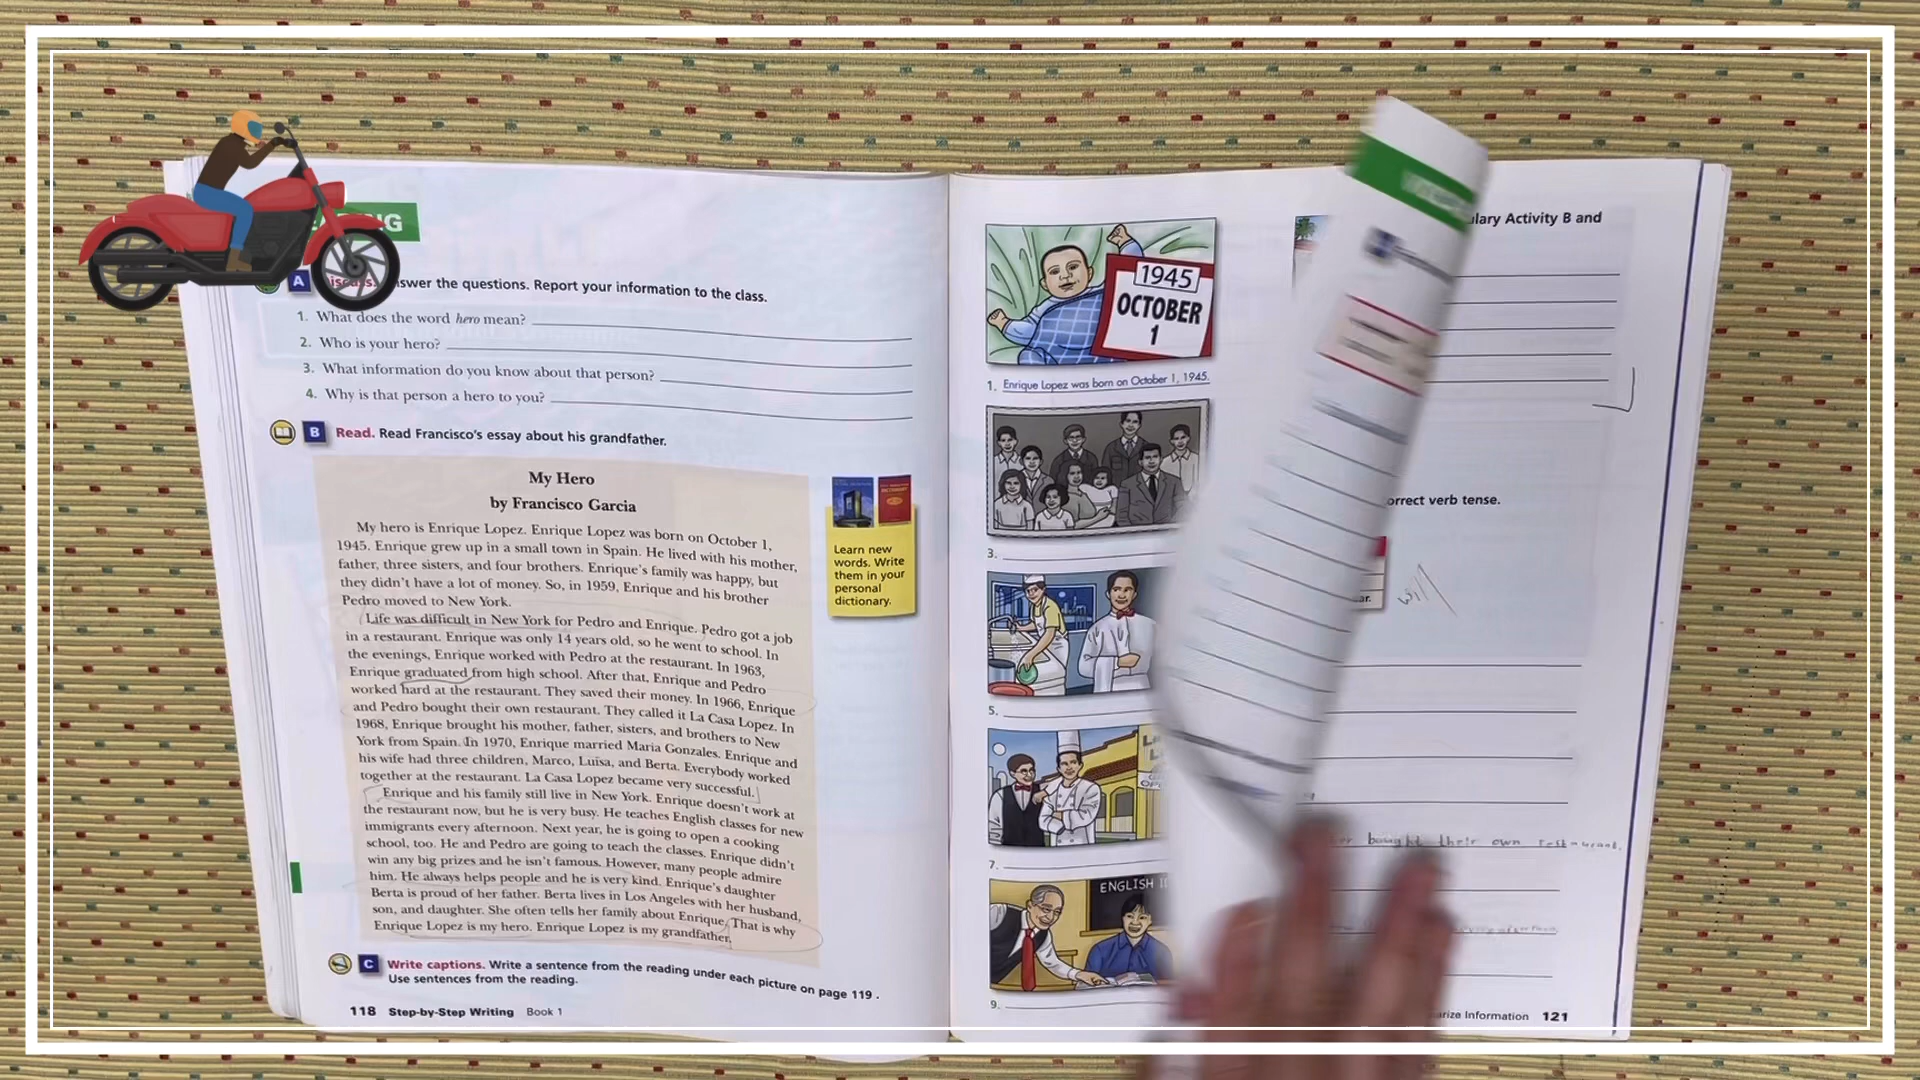 A nswer the questions. Report your information to the class.
1. What does the word hero mean?
2. Who is your hero?
3. What information do you know about that person?
4. Why is that person a hero to you?
B Read. Read Francisco's essay about his grandfather.
My Hero
by Francisco Garcia
My hero is Enrique Lopez. Enrique Lopez was born on October 1,
1945. Enrique grew up in a small town in Spain. He lived with his mother,
father, three sisters, and four brothers. Enrique's family was happy, but
they didn't have a lot of money. So, in 1959, Enrique and his brother
Pedro moved to New York.
Life was difficult in New York for Pedro and Enrique. Pedro got a job
in a restaurant. Enrique was only 14 years old, so he went to school. In
the evenings, Enrique worked with Pedro at the restaurant. In 1963,
Enrique graduated from high school. After that, Enrique and Pedro
worked hard at the restaurant. They saved their money. In 1966, Enrique
and Pedro bought their own restaurant. They called it La Casa Lopez. In
1968, Enrique brought his mother, father, sisters, and brothers to New
York from Spain. In 1970, Enrique married Maria Gonzales. Enrique and
his wife had three children, Marco, Luisa, and Berta. Everybody worked
together at the restaurant. La Casa Lopez became very successful.
Enrique and his family still live in New York. Enrique doesn't work at
the restaurant now, but he is very busy. He teaches English classes for new
immigrants every afternoon. Next year, he is going to open a cooking
school, too. He and Pedro are going to teach the classes. Enrique didn't
win any big prizes and he isn't famous. However, many people admire
him. He always helps people and he is very kind. Enrique's daughter
Berta is proud of her father. Berta lives in Los Angeles with her husband,
son, and daughter. She often tells her family about Enrique. That is why
Enrique Lopez is my hero. Enrique Lopez is my grandfather.
Learn new
words. Write
them in your
personal
dictionary.
C Write captions. Write a sentence from the reading under each picture on page 119.
Use sentences from the reading.
118 Step-by-Step Writing Book 1
1945
OCTOBER
1
1. Enrique Lopez was born on October 1, 1945.
3.
5.
7.
ENGLISH
9.
lary Activity B and
orrect verb tense.
ar.
will
er bought their own restaurant.
arize Information 121